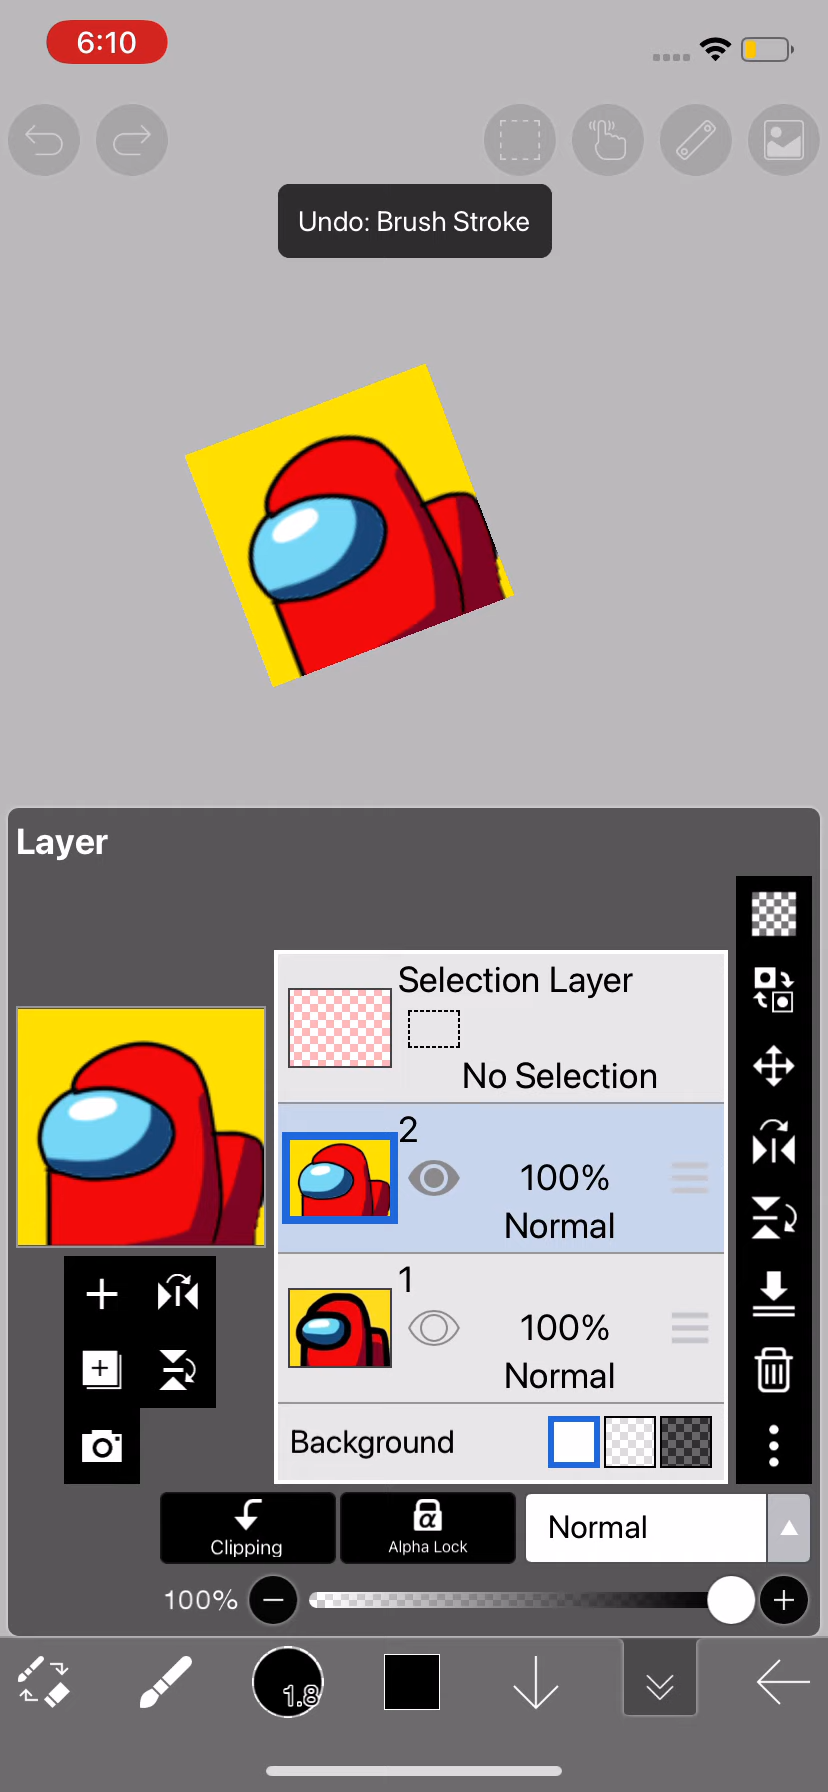 6:10
Undo: Brush Stroke
Layer
Selection Layer
No Selection
2
100%
Normal
1
100%
Normal
Background
Clipping
α
Alpha Lock
Normal
100%
1.8